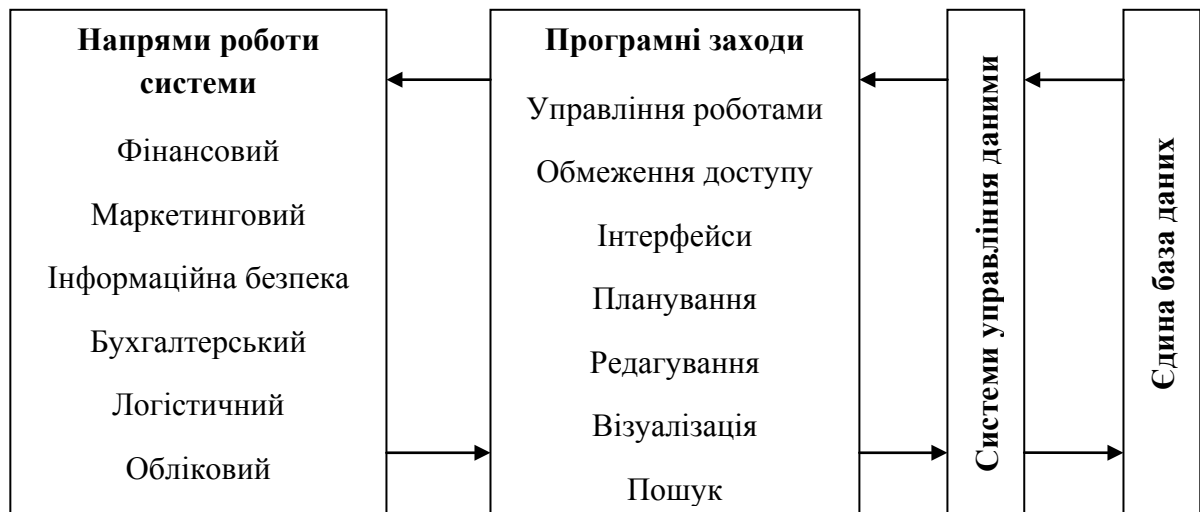 Напрями роботи
системи
Фінансовий
Маркетинговий
Інформаційна безпека
Бухгалтерський
Логістичний
Обліковий
Програмні заходи
Управління роботами
Обмеження доступу
Інтерфейси
Планування
Редагування
Візуалізація
Пошук
Системи управління даними
Єдина база даних